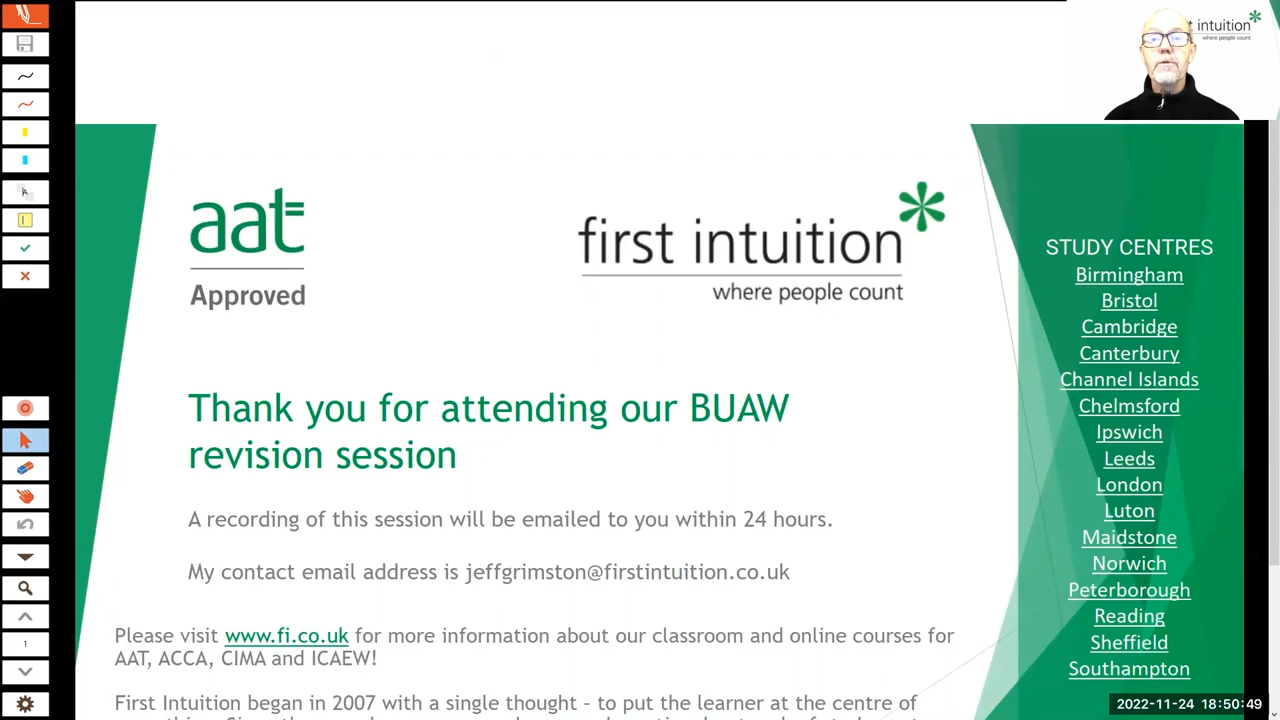 t intuition
where people count
aat
Approved
first intuition
where people count
STUDY CENTRES
Birmingham
Bristol
Cambridge
Canterbury
Channel Islands
Chelmsford
Ipswich
Leeds
London
Luton
Maidstone
Norwich
Peterborough
Reading
Sheffield
Southampton
Thank you for attending our BUAW
revision session
A recording of this session will be emailed to you within 24 hours.
My contact email address is jeffgrimston@firstintuition.co.uk
Please visit www.fi.co.uk for more information about our classroom and online courses for
AAT, ACCA, CIMA and ICAEW!
First Intuition began in 2007 with a single thought - to put the learner at the centre of
1
2022-11-24 18:50:49